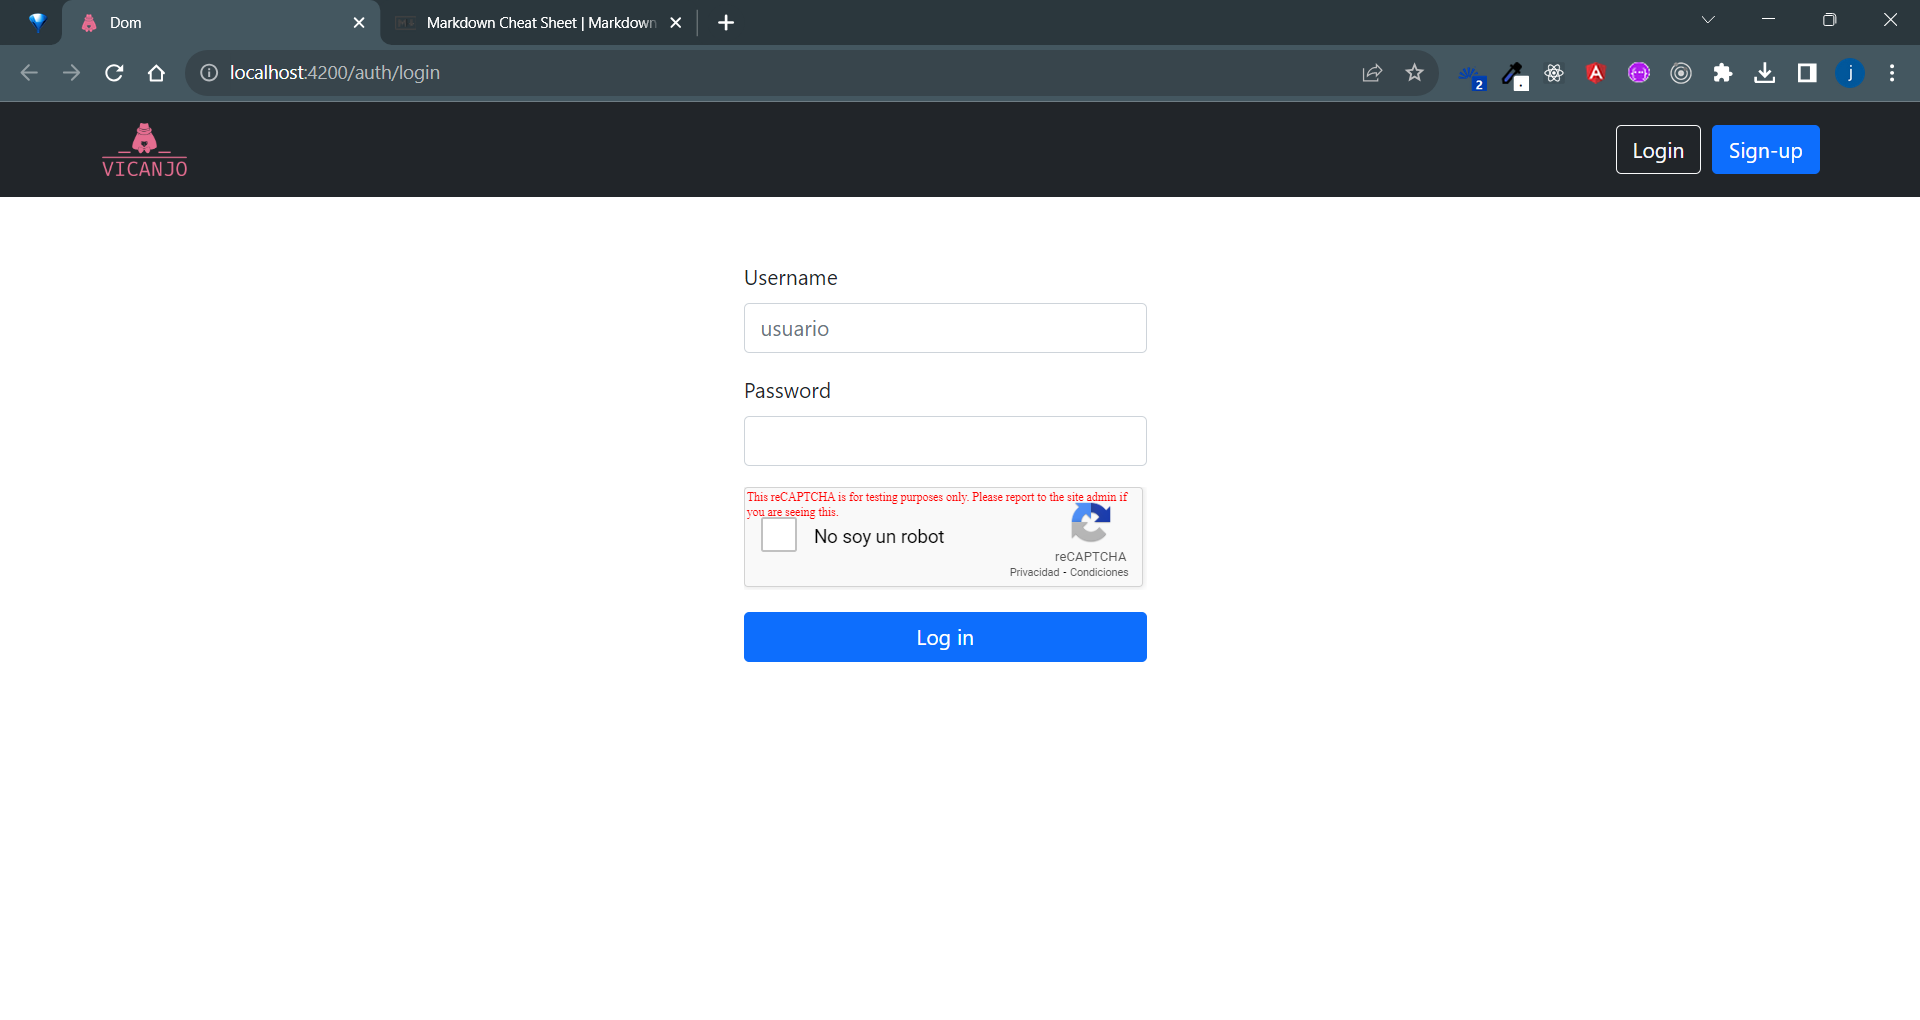 Dom
Markdown Cheat Sheet | Markdown
localhost:4200/auth/login
2
j
VICANJO
Login
Sign-up
Username
usuario
Password
This reCAPTCHA is for testing purposes only. Please report to the site admin if
you are seeing this.
No soy un robot
reCAPTCHA
Privacidad - Condiciones
Log in